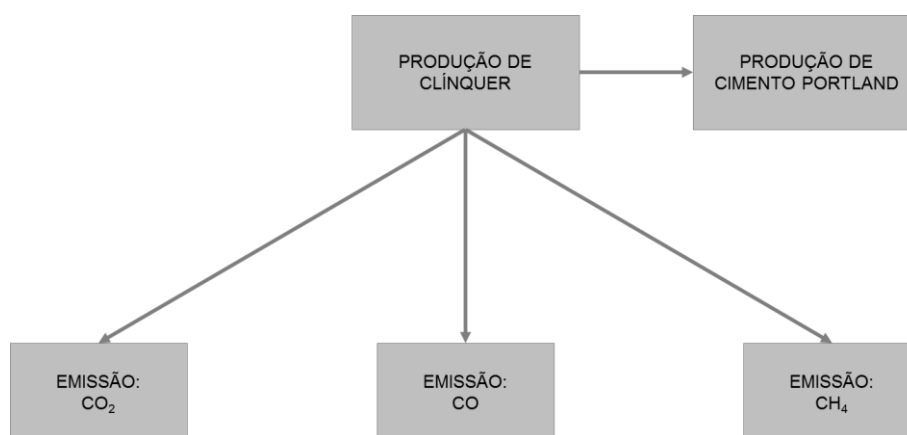 PRODUÇÃO DE
CLÍNQUER
PRODUÇÃO DE
CIMENTO PORTLAND
EMISSÃO:
CO₂
EMISSÃO:
CO
EMISSÃO:
CH₄